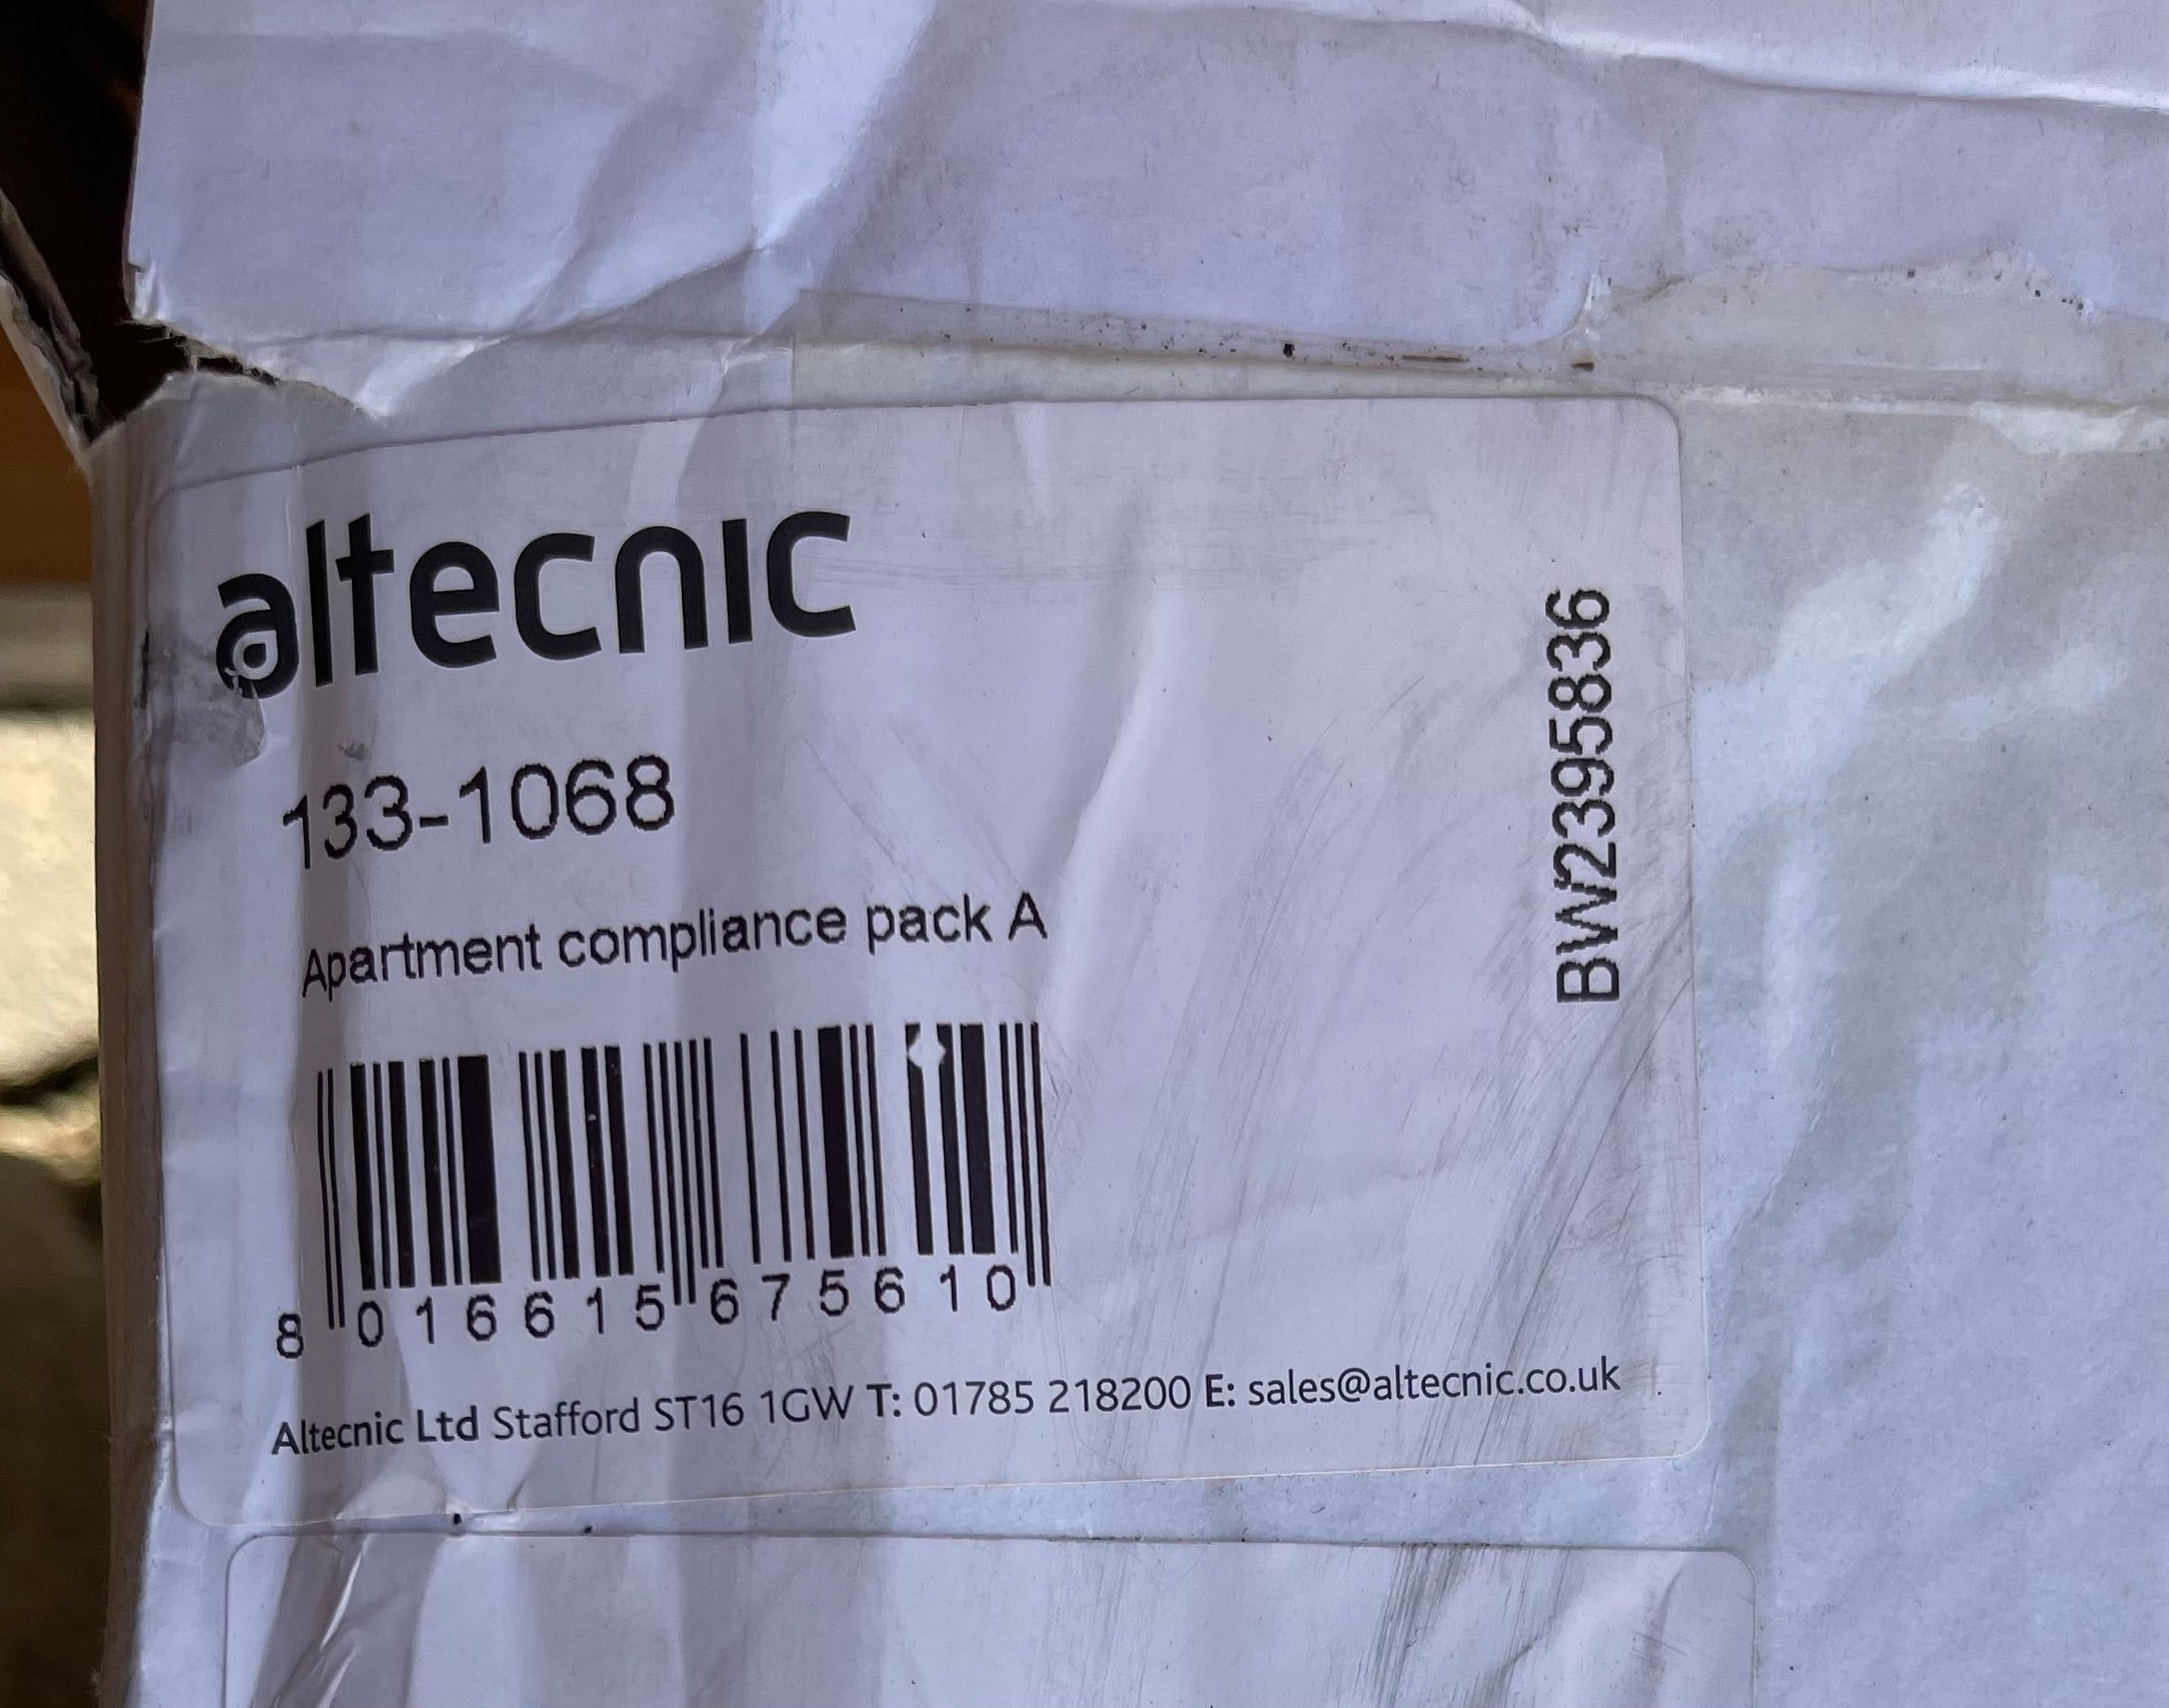 altecnic
133-1068
Apartment compliance pack A
8 016615 675610
Altecnic Ltd Stafford ST16 1GW T: 01785 218200 E: sales@altecnic.co.uk
BW2395836